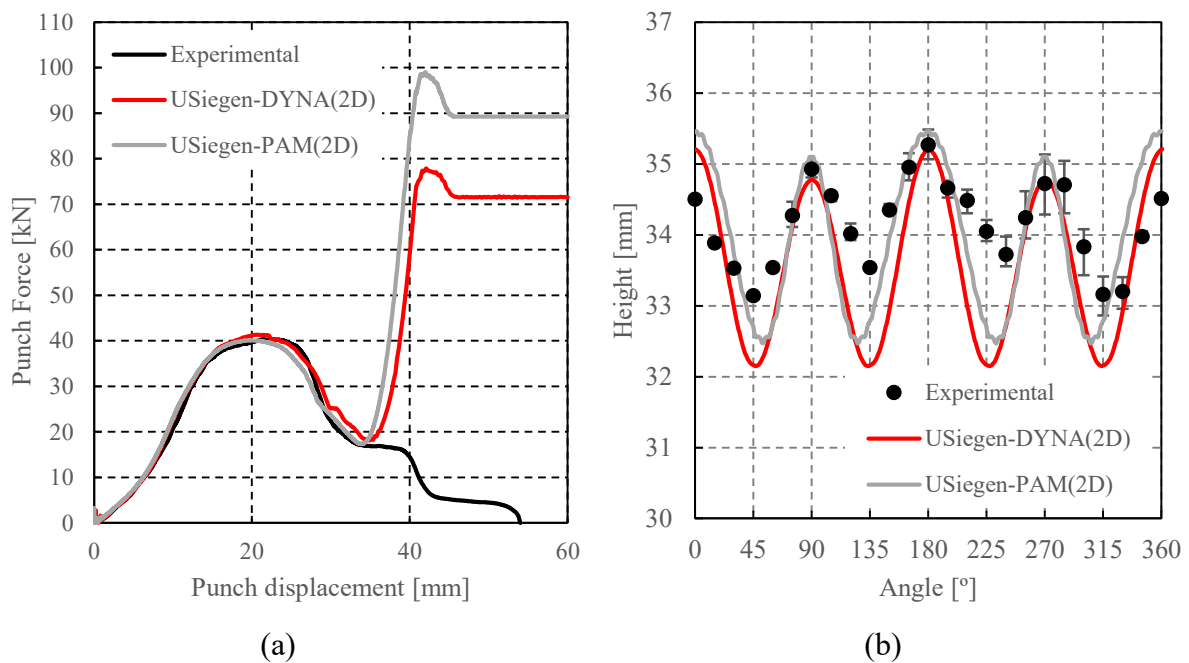 110
100
90
80
70
60
50
40
30
20
10
0
Punch Force [kN]
Experimental
USiegen-DYNA(2D)
USiegen-PAM(2D)
0 20 40 60
Punch displacement [mm]
(a)
37
36
35
34
33
32
31
30
Height [mm]
Experimental
USiegen-DYNA(2D)
USiegen-PAM(2D)
0 45 90 135 180 225 270 315 360
Angle [º]
(b)